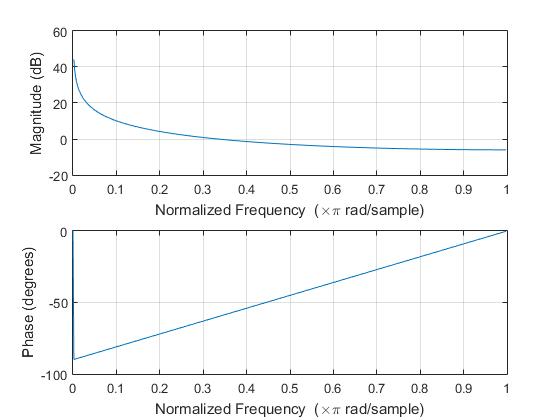 60
40
20
0
-20
Magnitude (dB)
0 0.1 0.2 0.3 0.4 0.5 0.6 0.7 0.8 0.9 1
Normalized Frequency (×π rad/sample)
0
-50
-100
Phase (degrees)
0 0.1 0.2 0.3 0.4 0.5 0.6 0.7 0.8 0.9 1
Normalized Frequency (×π rad/sample)